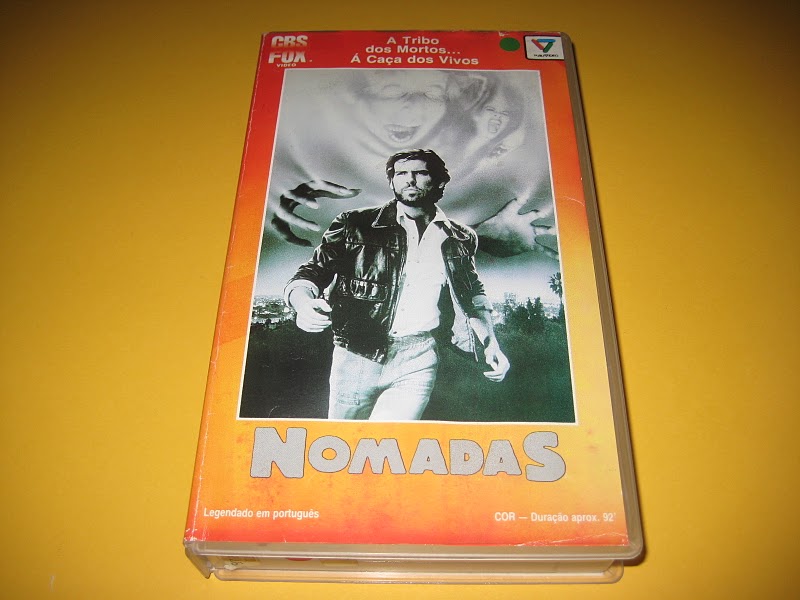 CBS
FOX
VIDEO
A Tribo
dos Mortos...
Á Caça dos Vivos
NOMADAS
Legendado em português
COR — Duração aprox. 92'